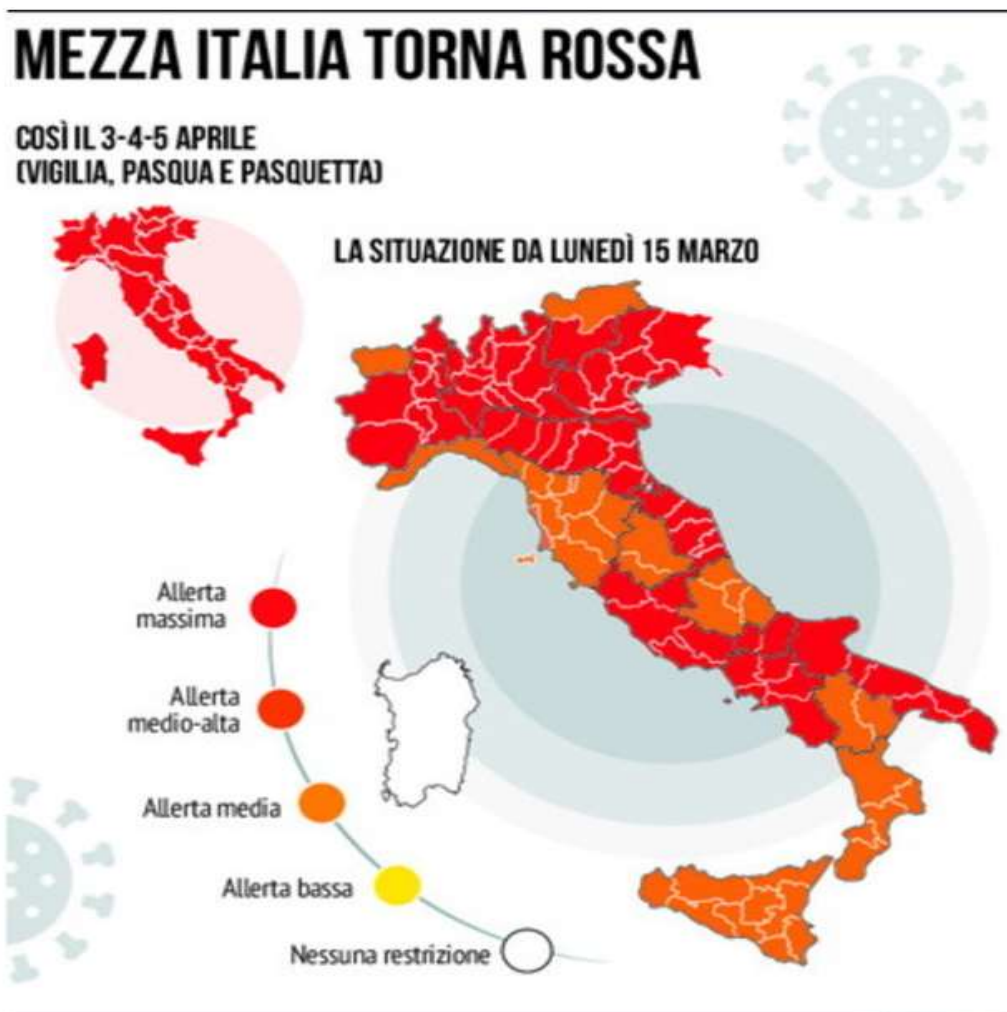 MEZZA ITALIA TORNA ROSSA
COSÌ IL 3-4-5 APRILE
(VIGILIA, PASQUA E PASQUETTA)
LA SITUAZIONE DA LUNEDÌ 15 MARZO
Allerta
massima
Allerta
medio-alta
Allerta media
Allerta bassa
Nessuna restrizione